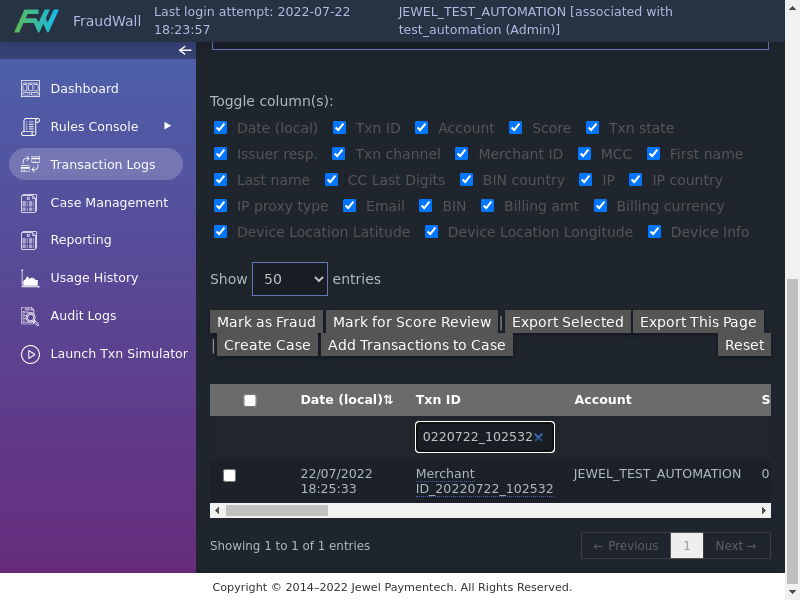 FW FraudWall
Last login attempt: 2022-07-22
18:23:57
JEWEL_TEST_AUTOMATION [associated with
test_automation (Admin)]
Dashboard
Rules Console
Transaction Logs
Case Management
Reporting
Usage History
Audit Logs
Launch Txn Simulator
Toggle column(s):
Date (local) Txn ID Account Score Txn state
Issuer resp. Txn channel Merchant ID MCC First name
Last name CC Last Digits BIN country IP IP country
IP proxy type Email BIN Billing amt Billing currency
Device Location Latitude Device Location Longitude Device Info
Show 50 entries
Mark as Fraud Mark for Score Review | Export Selected Export This Page
| Create Case Add Transactions to Case Reset
Date (local)⇅ Txn ID Account S
0220722_102532
22/07/2022
18:25:33
Merchant
ID_20220722_102532
JEWEL_TEST_AUTOMATION 0
Showing 1 to 1 of 1 entries
← Previous 1 Next →
Copyright © 2014–2022 Jewel Paymentech. All Rights Reserved.